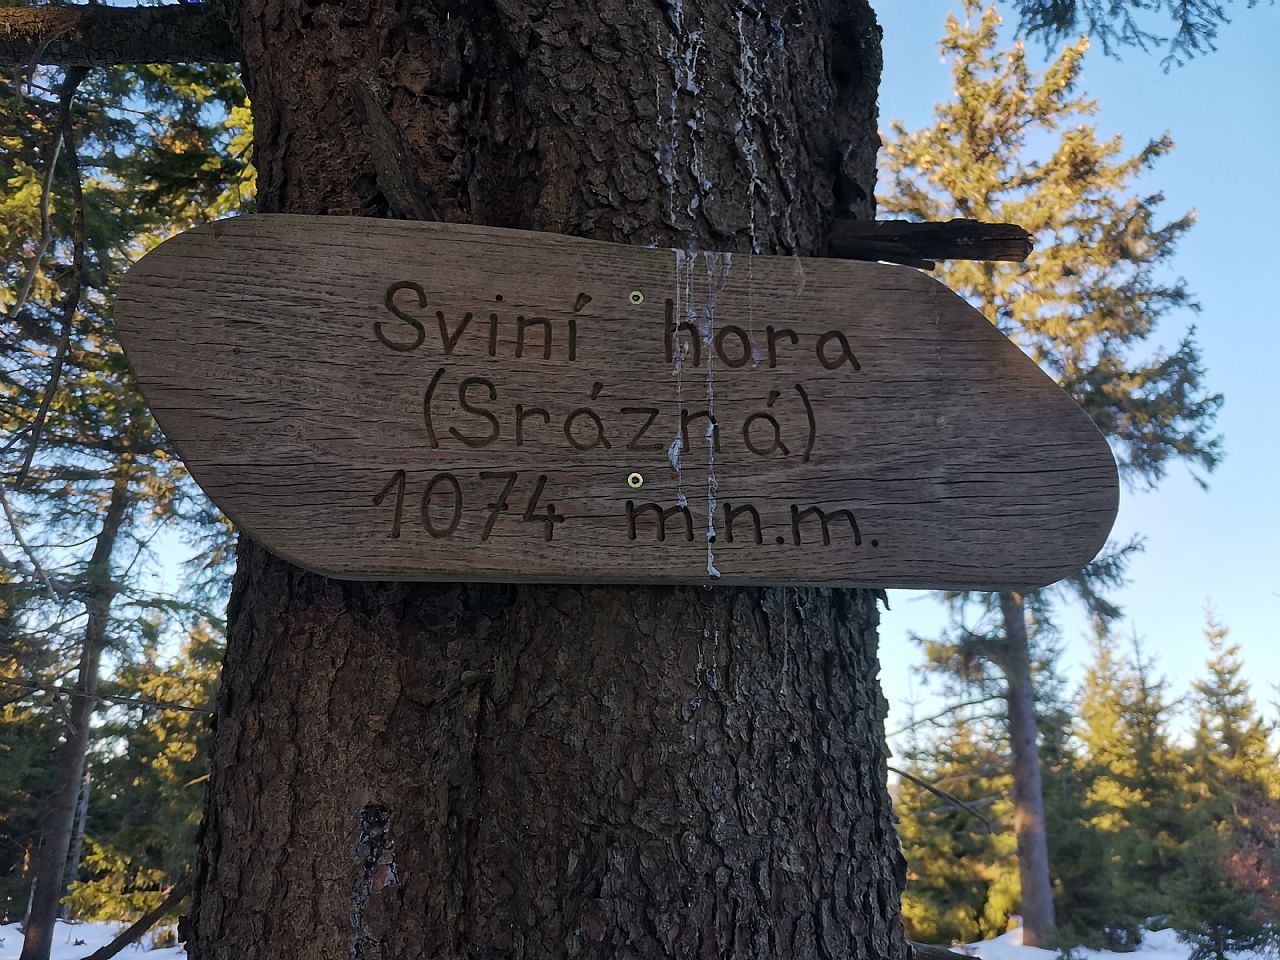 Sviní hora
(Srázná)
1074 m.n.m.